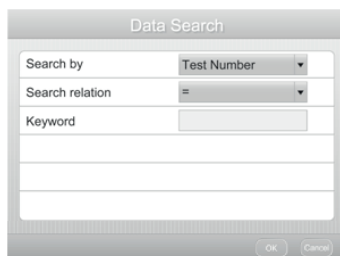 Data Search
Search by Test Number
Search relation =
Keyword
OK Cancel